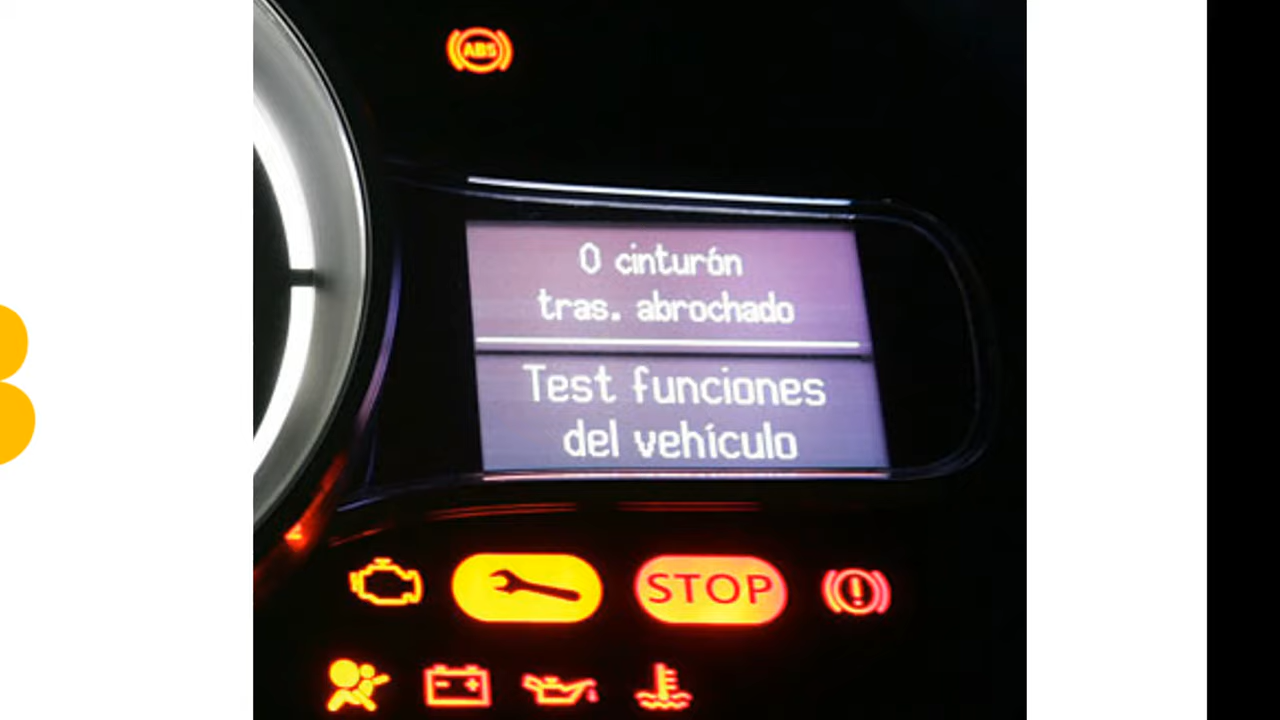 ABS
0 cinturón
tras. abrochado
Test funciones
del vehículo
STOP